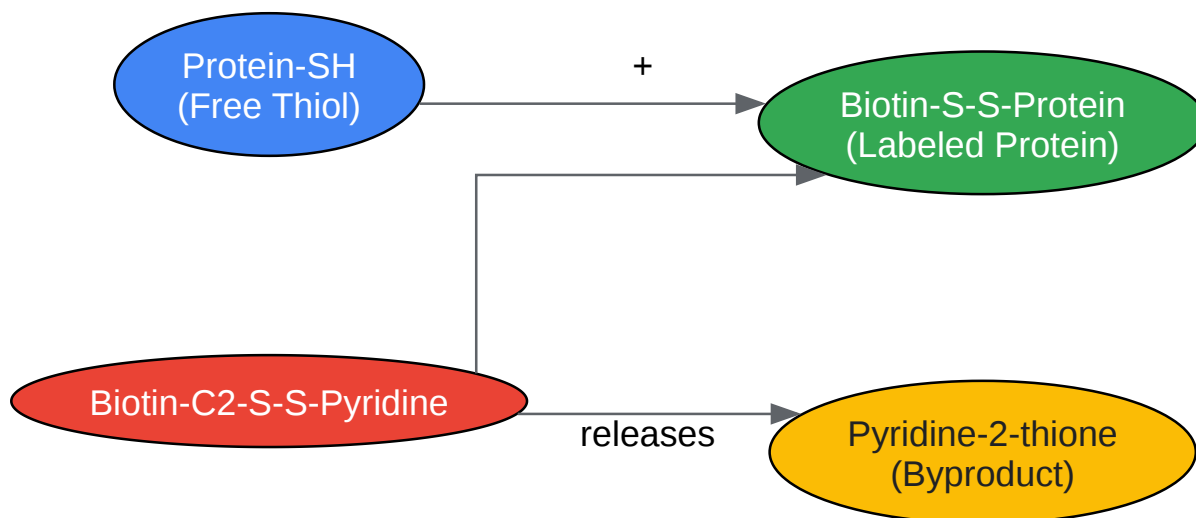 Protein-SH
(Free Thiol)
+
Biotin-S-S-Protein
(Labeled Protein)
Biotin-C2-S-S-Pyridine
releases
Pyridine-2-thione
(Byproduct)